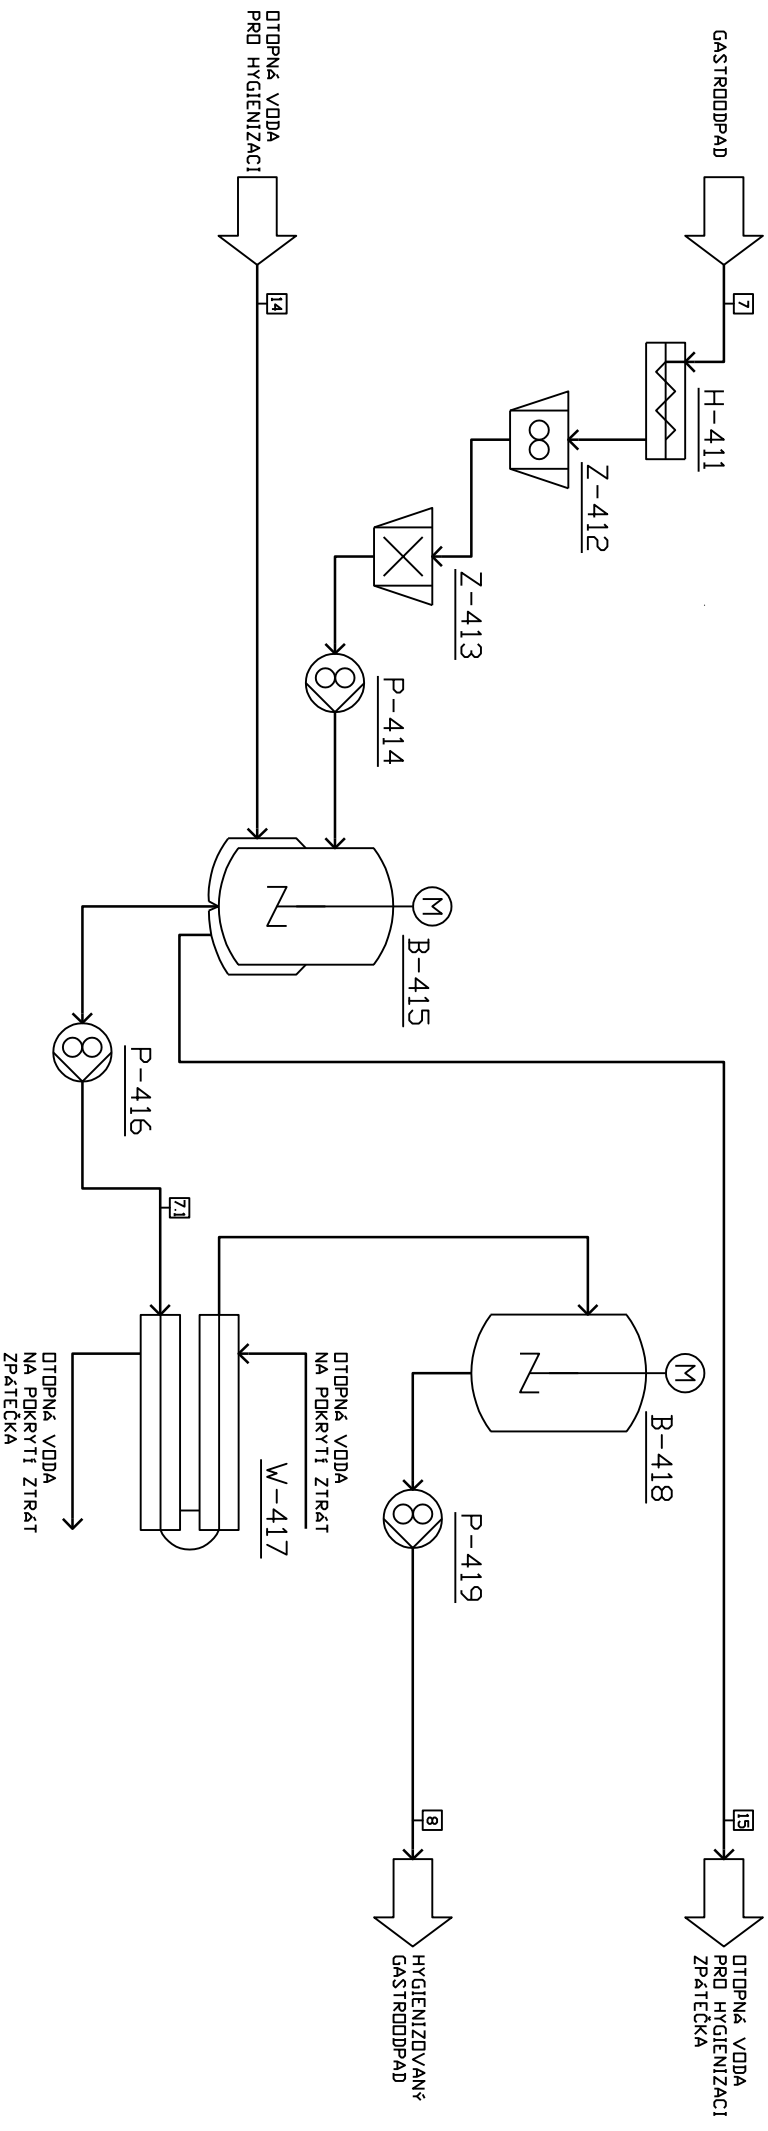 GASTROODPAD
7
H-411
Z-412
Z-413
P-414
OTOPNÁ VODA
PRO HYGIENIZACI
14
M
B-415
P-416
7.1
OTOPNÁ VODA
NA POKRYTÍ ZTRÁT
W-417
OTOPNÁ VODA
NA POKRYTÍ ZTRÁT
ZPÁTEČKA
M
B-418
P-419
15
OTOPNÁ VODA
PRO HYGIENIZACI
ZPÁTEČKA
8
HYGIENIZOVANÝ
GASTROODPAD